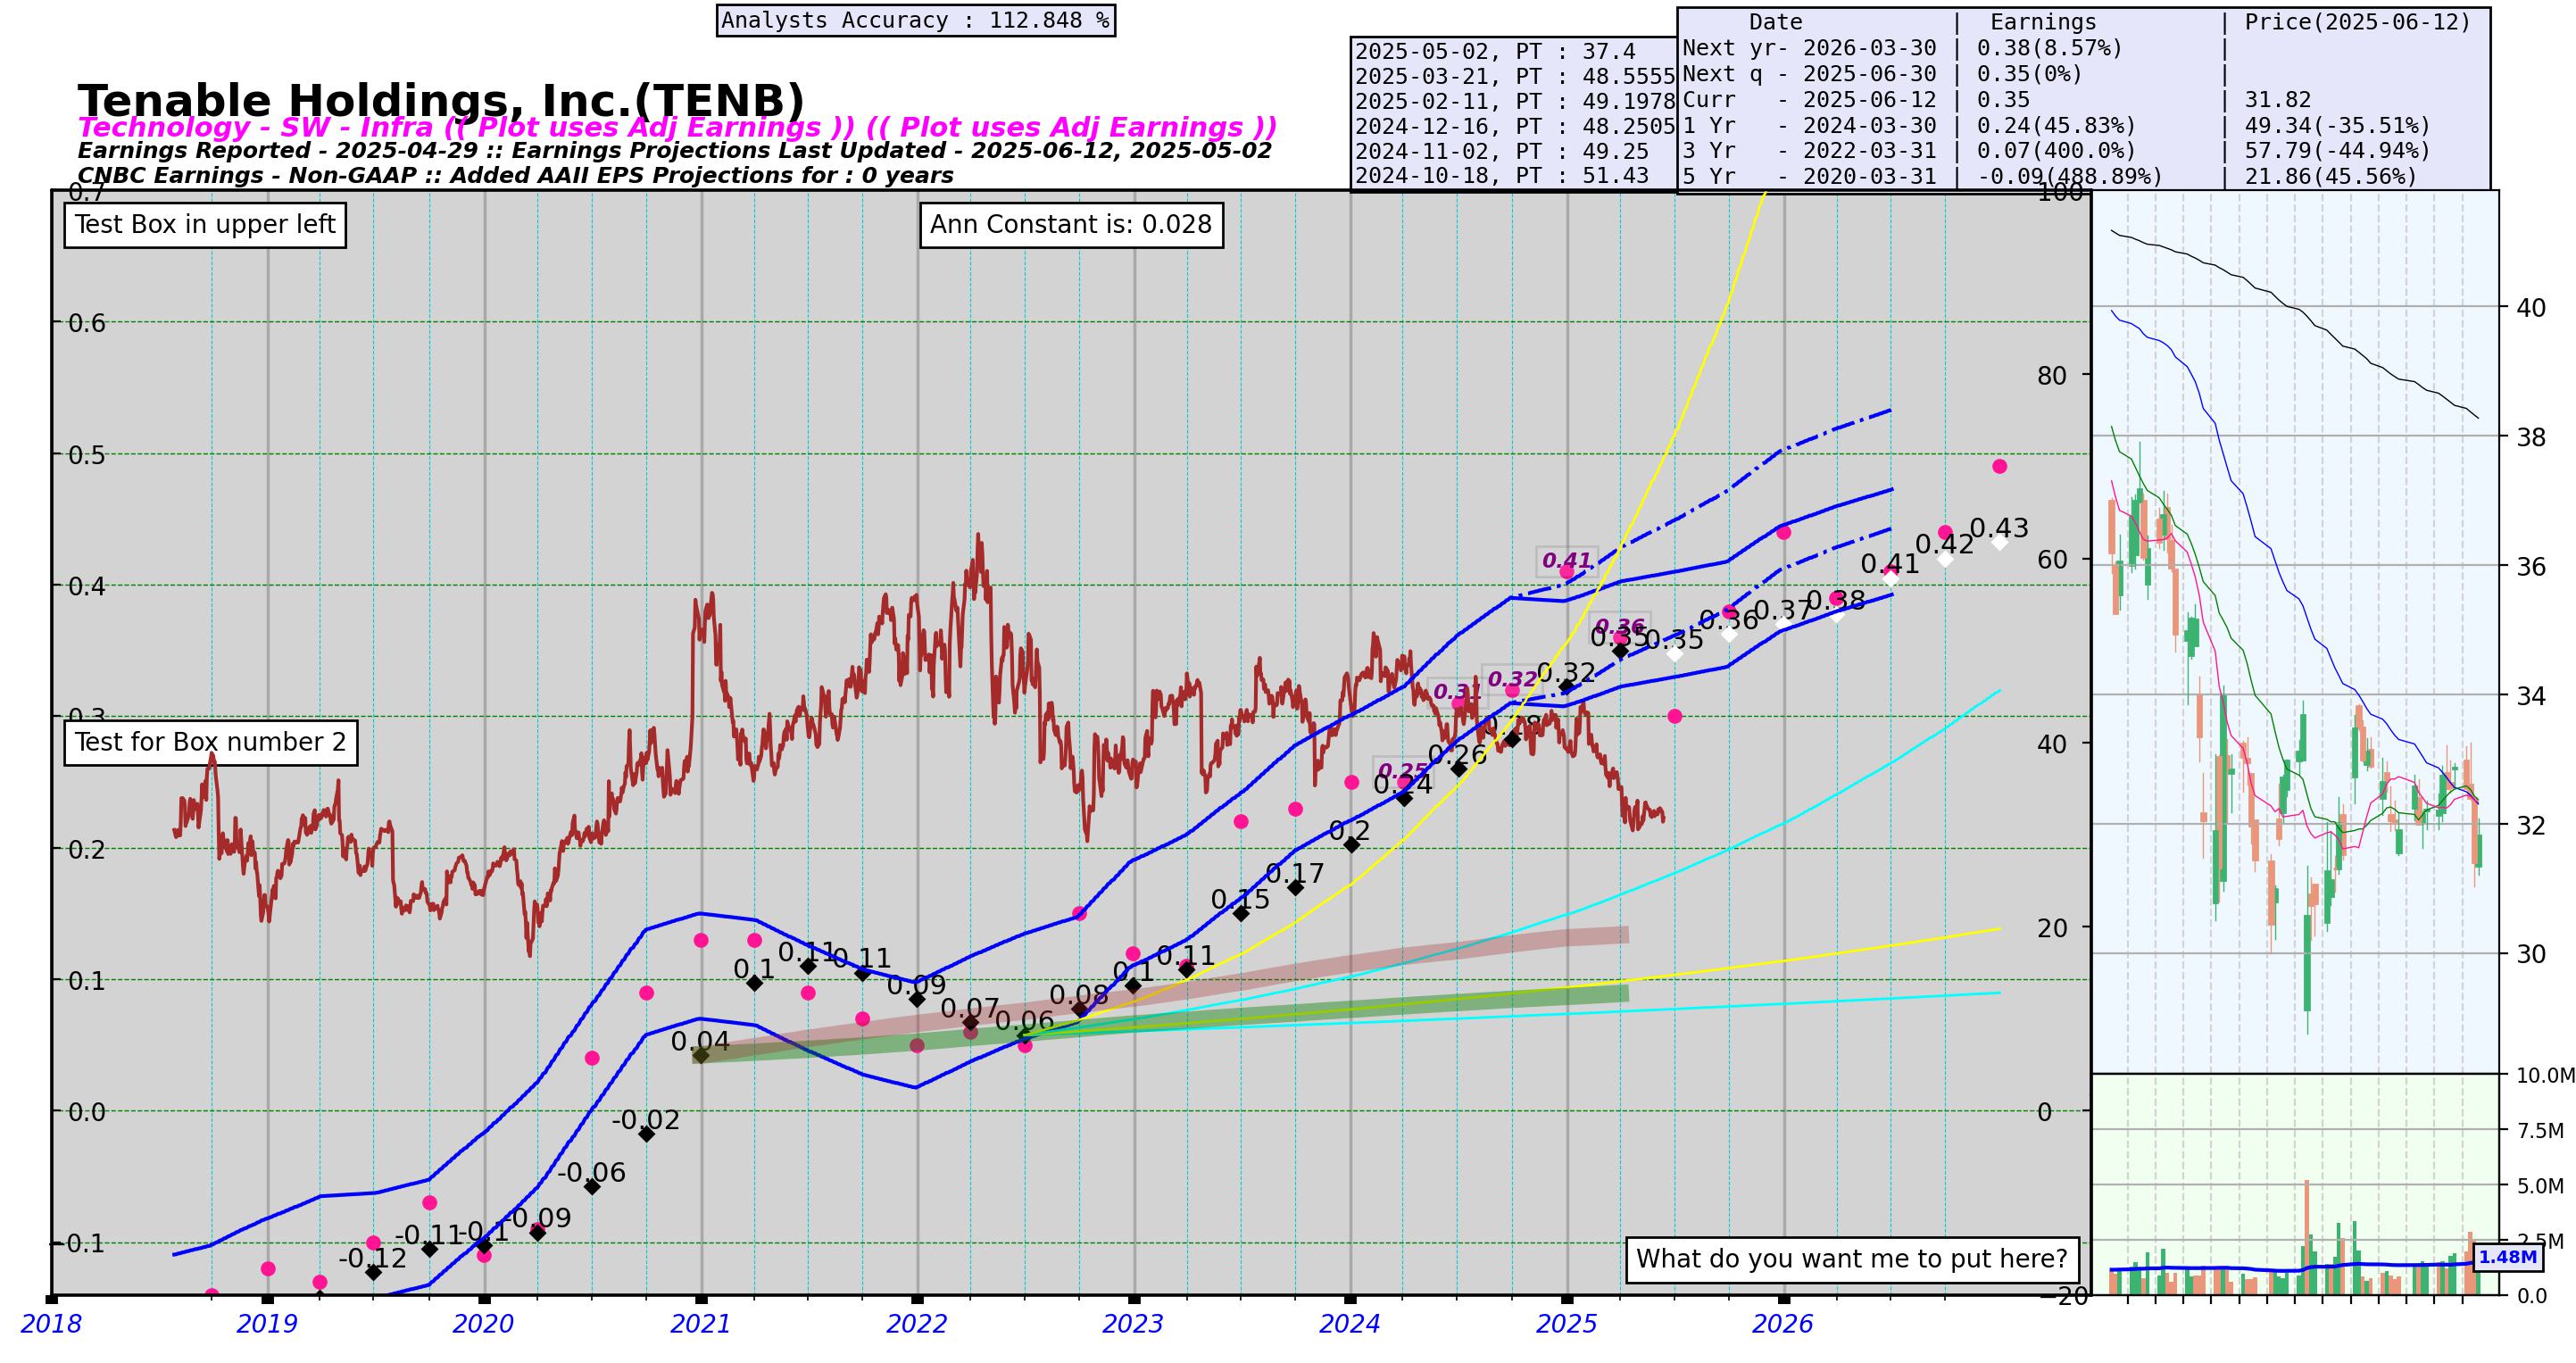 Analysts Accuracy : 112.848 %
Date | Earnings | Price(2025-06-12)
Next yr- 2026-03-30 | 0.38(8.57%) |
Next q - 2025-06-30 | 0.35(0%) |
Curr - 2025-06-12 | 0.35 | 31.82
1 Yr - 2024-03-30 | 0.24(45.83%) | 49.34(-35.51%)
3 Yr - 2022-03-31 | 0.07(400.0%) | 57.79(-44.94%)
5 Yr - 2020-03-31 | -0.09(488.89%) | 21.86(45.56%)
2025-05-02, PT : 37.4
2025-03-21, PT : 48.5555
2025-02-11, PT : 49.1978
2024-12-16, PT : 48.2505
2024-11-02, PT : 49.25
2024-10-18, PT : 51.43
Tenable Holdings, Inc.(TENB)
Technology - SW - Infra (( Plot uses Adj Earnings )) (( Plot uses Adj Earnings ))
Earnings Reported - 2025-04-29 :: Earnings Projections Last Updated - 2025-06-12, 2025-05-02
CNBC Earnings - Non-GAAP :: Added AAII EPS Projections for : 0 years
Test Box in upper left
Ann Constant is: 0.028
Test for Box number 2
What do you want me to put here?
0.7
0.6
0.5
0.4
0.3
0.2
0.1
0.0
−0.1
100
80
60
40
20
0
−20
-0.12
-0.11
-0.1
-0.09
-0.06
-0.02
0.04
0.1
0.11
0.11
0.09
0.07
0.06
0.08
0.1
0.11
0.15
0.17
0.2
0.24
0.26
0.28
0.32
0.35
0.35
0.36
0.37
0.38
0.41
0.42
0.43
0.25
0.31
0.32
0.41
0.36
40
38
36
34
32
30
10.0M
7.5M
5.0M
2.5M
1.48M
0.0
2018
2019
2020
2021
2022
2023
2024
2025
2026